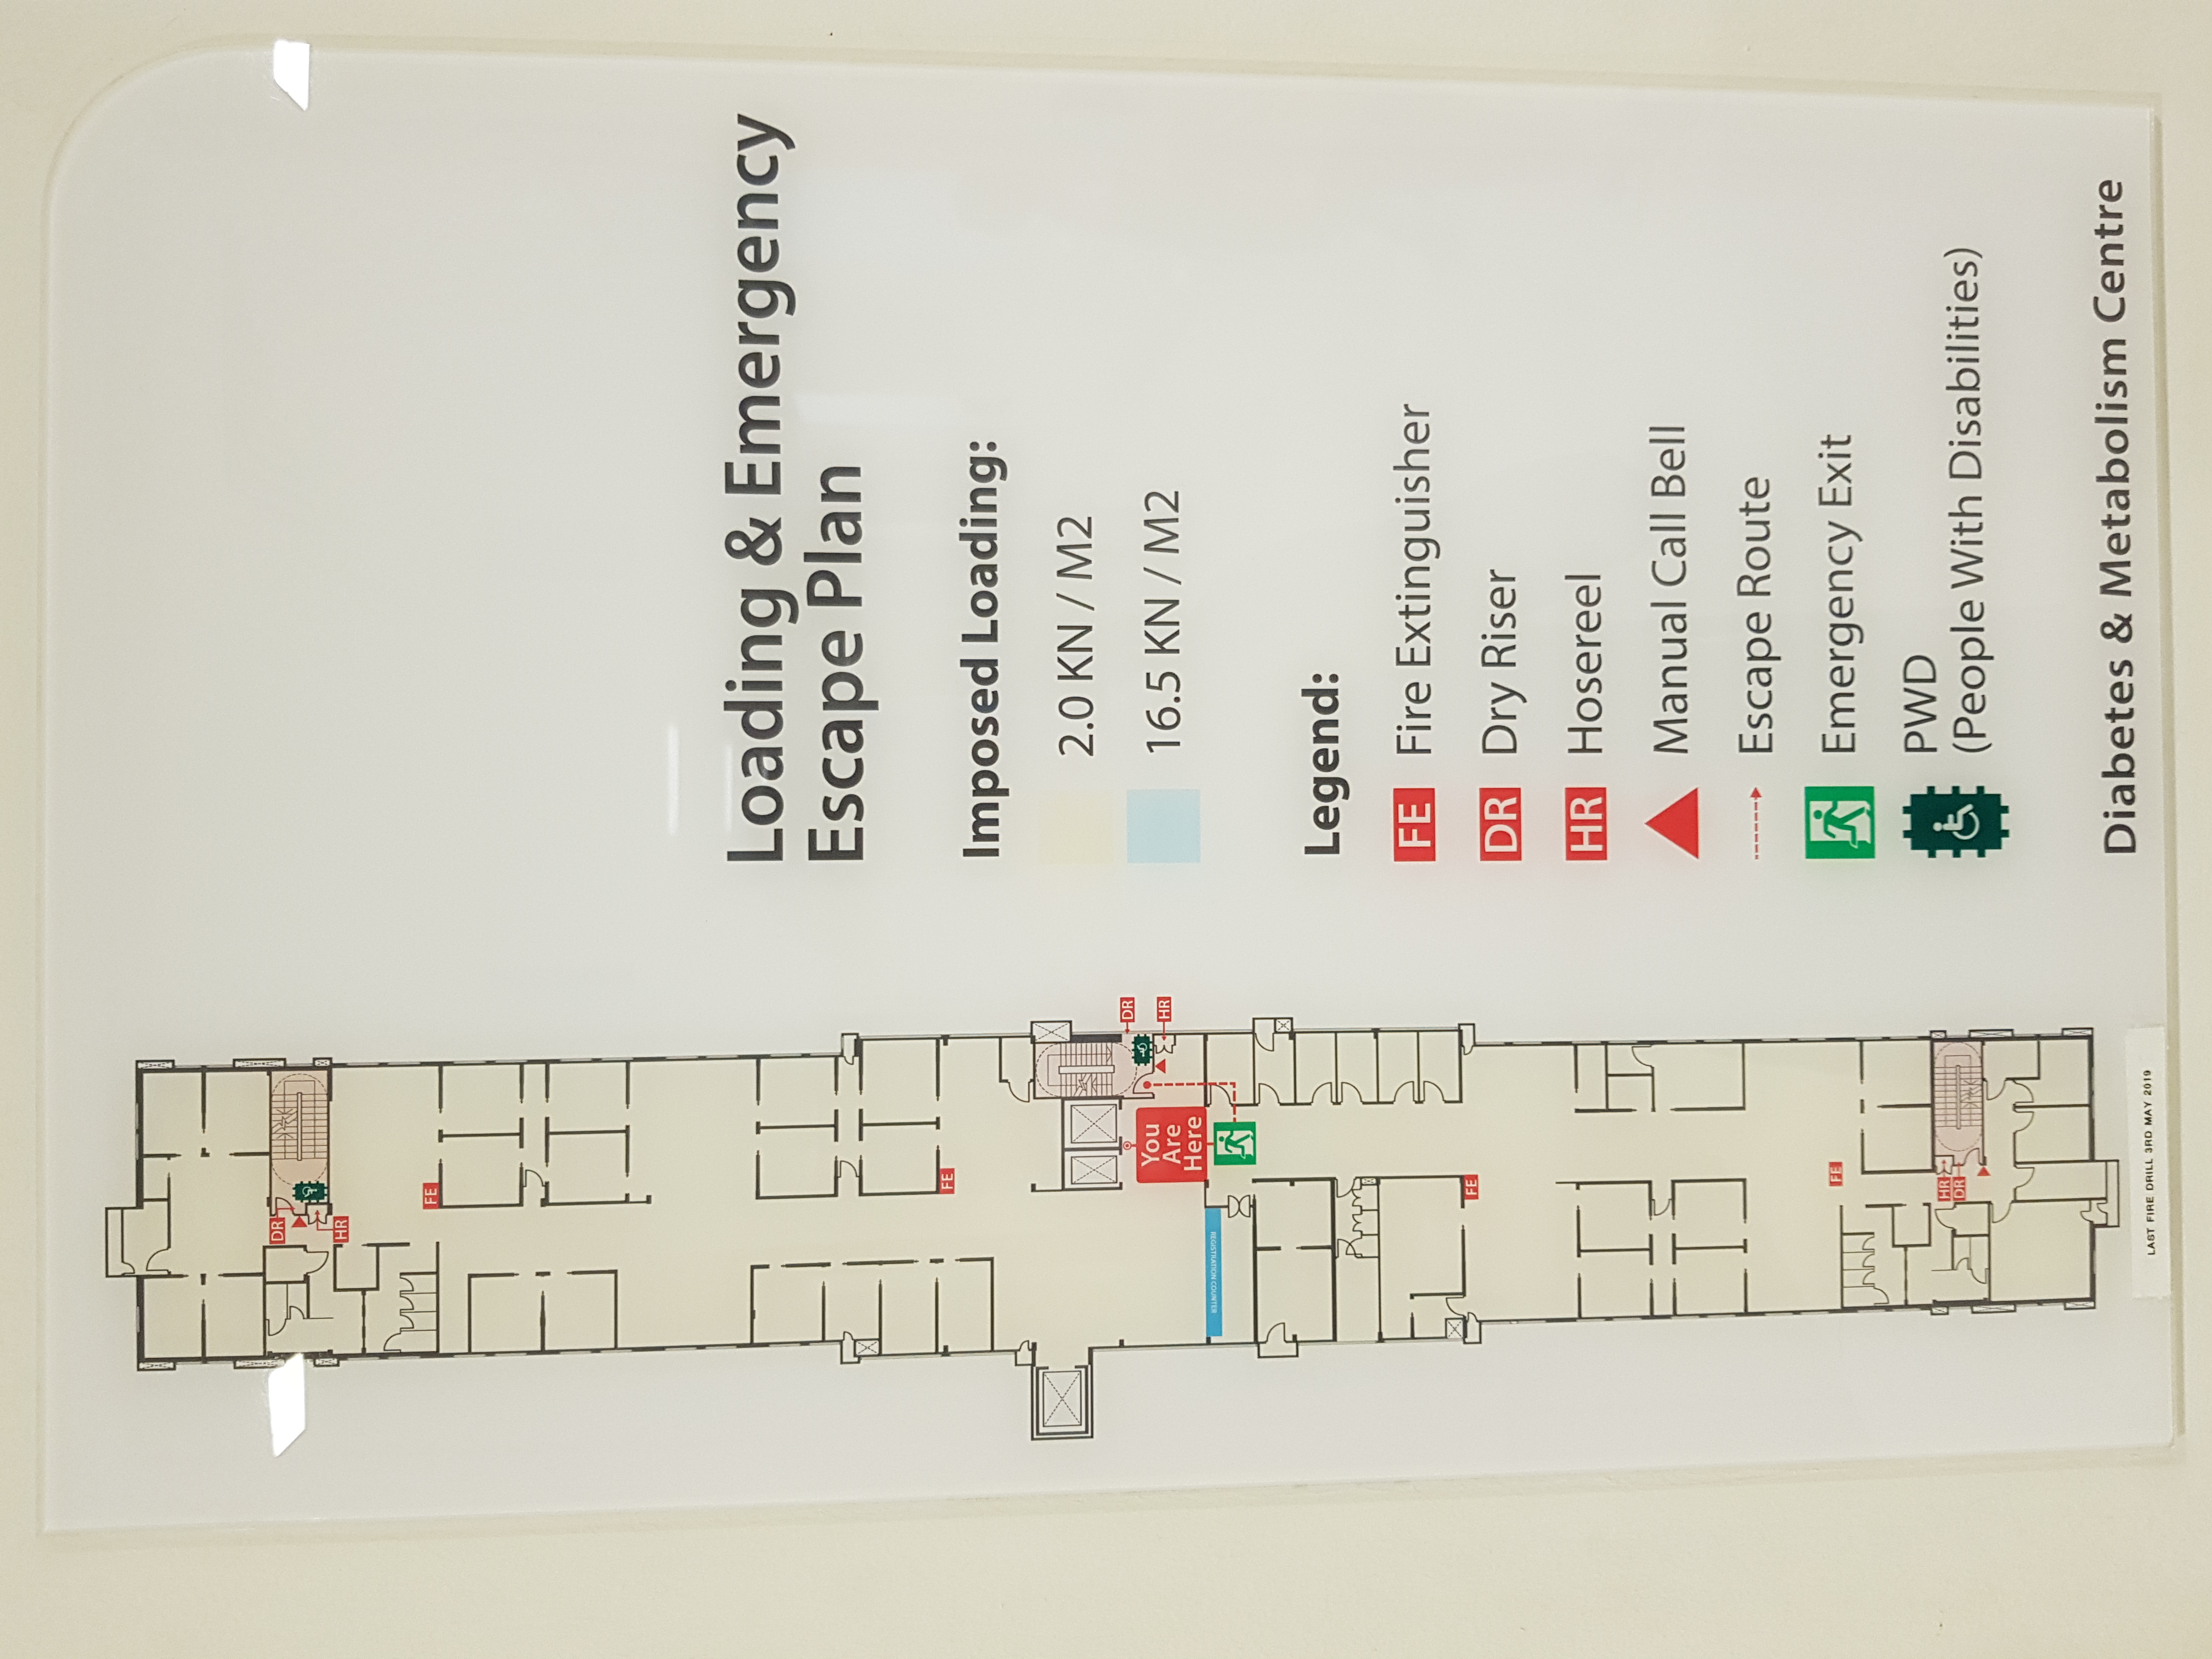 DR
HR
FE
FE
DR
You
Are
Here
HR
REGISTRATION COUNTER
FE
FE
HR
DR
LAST FIRE DRILL 3RD MAY 2019
Loading & Emergency
Escape Plan
Imposed Loading:
2.0 KN / M2
16.5 KN / M2
Legend:
FE Fire Extinguisher
DR Dry Riser
HR Hosereel
Manual Call Bell
Escape Route
Emergency Exit
PWD
(People With Disabilities)
Diabetes & Metabolism Centre